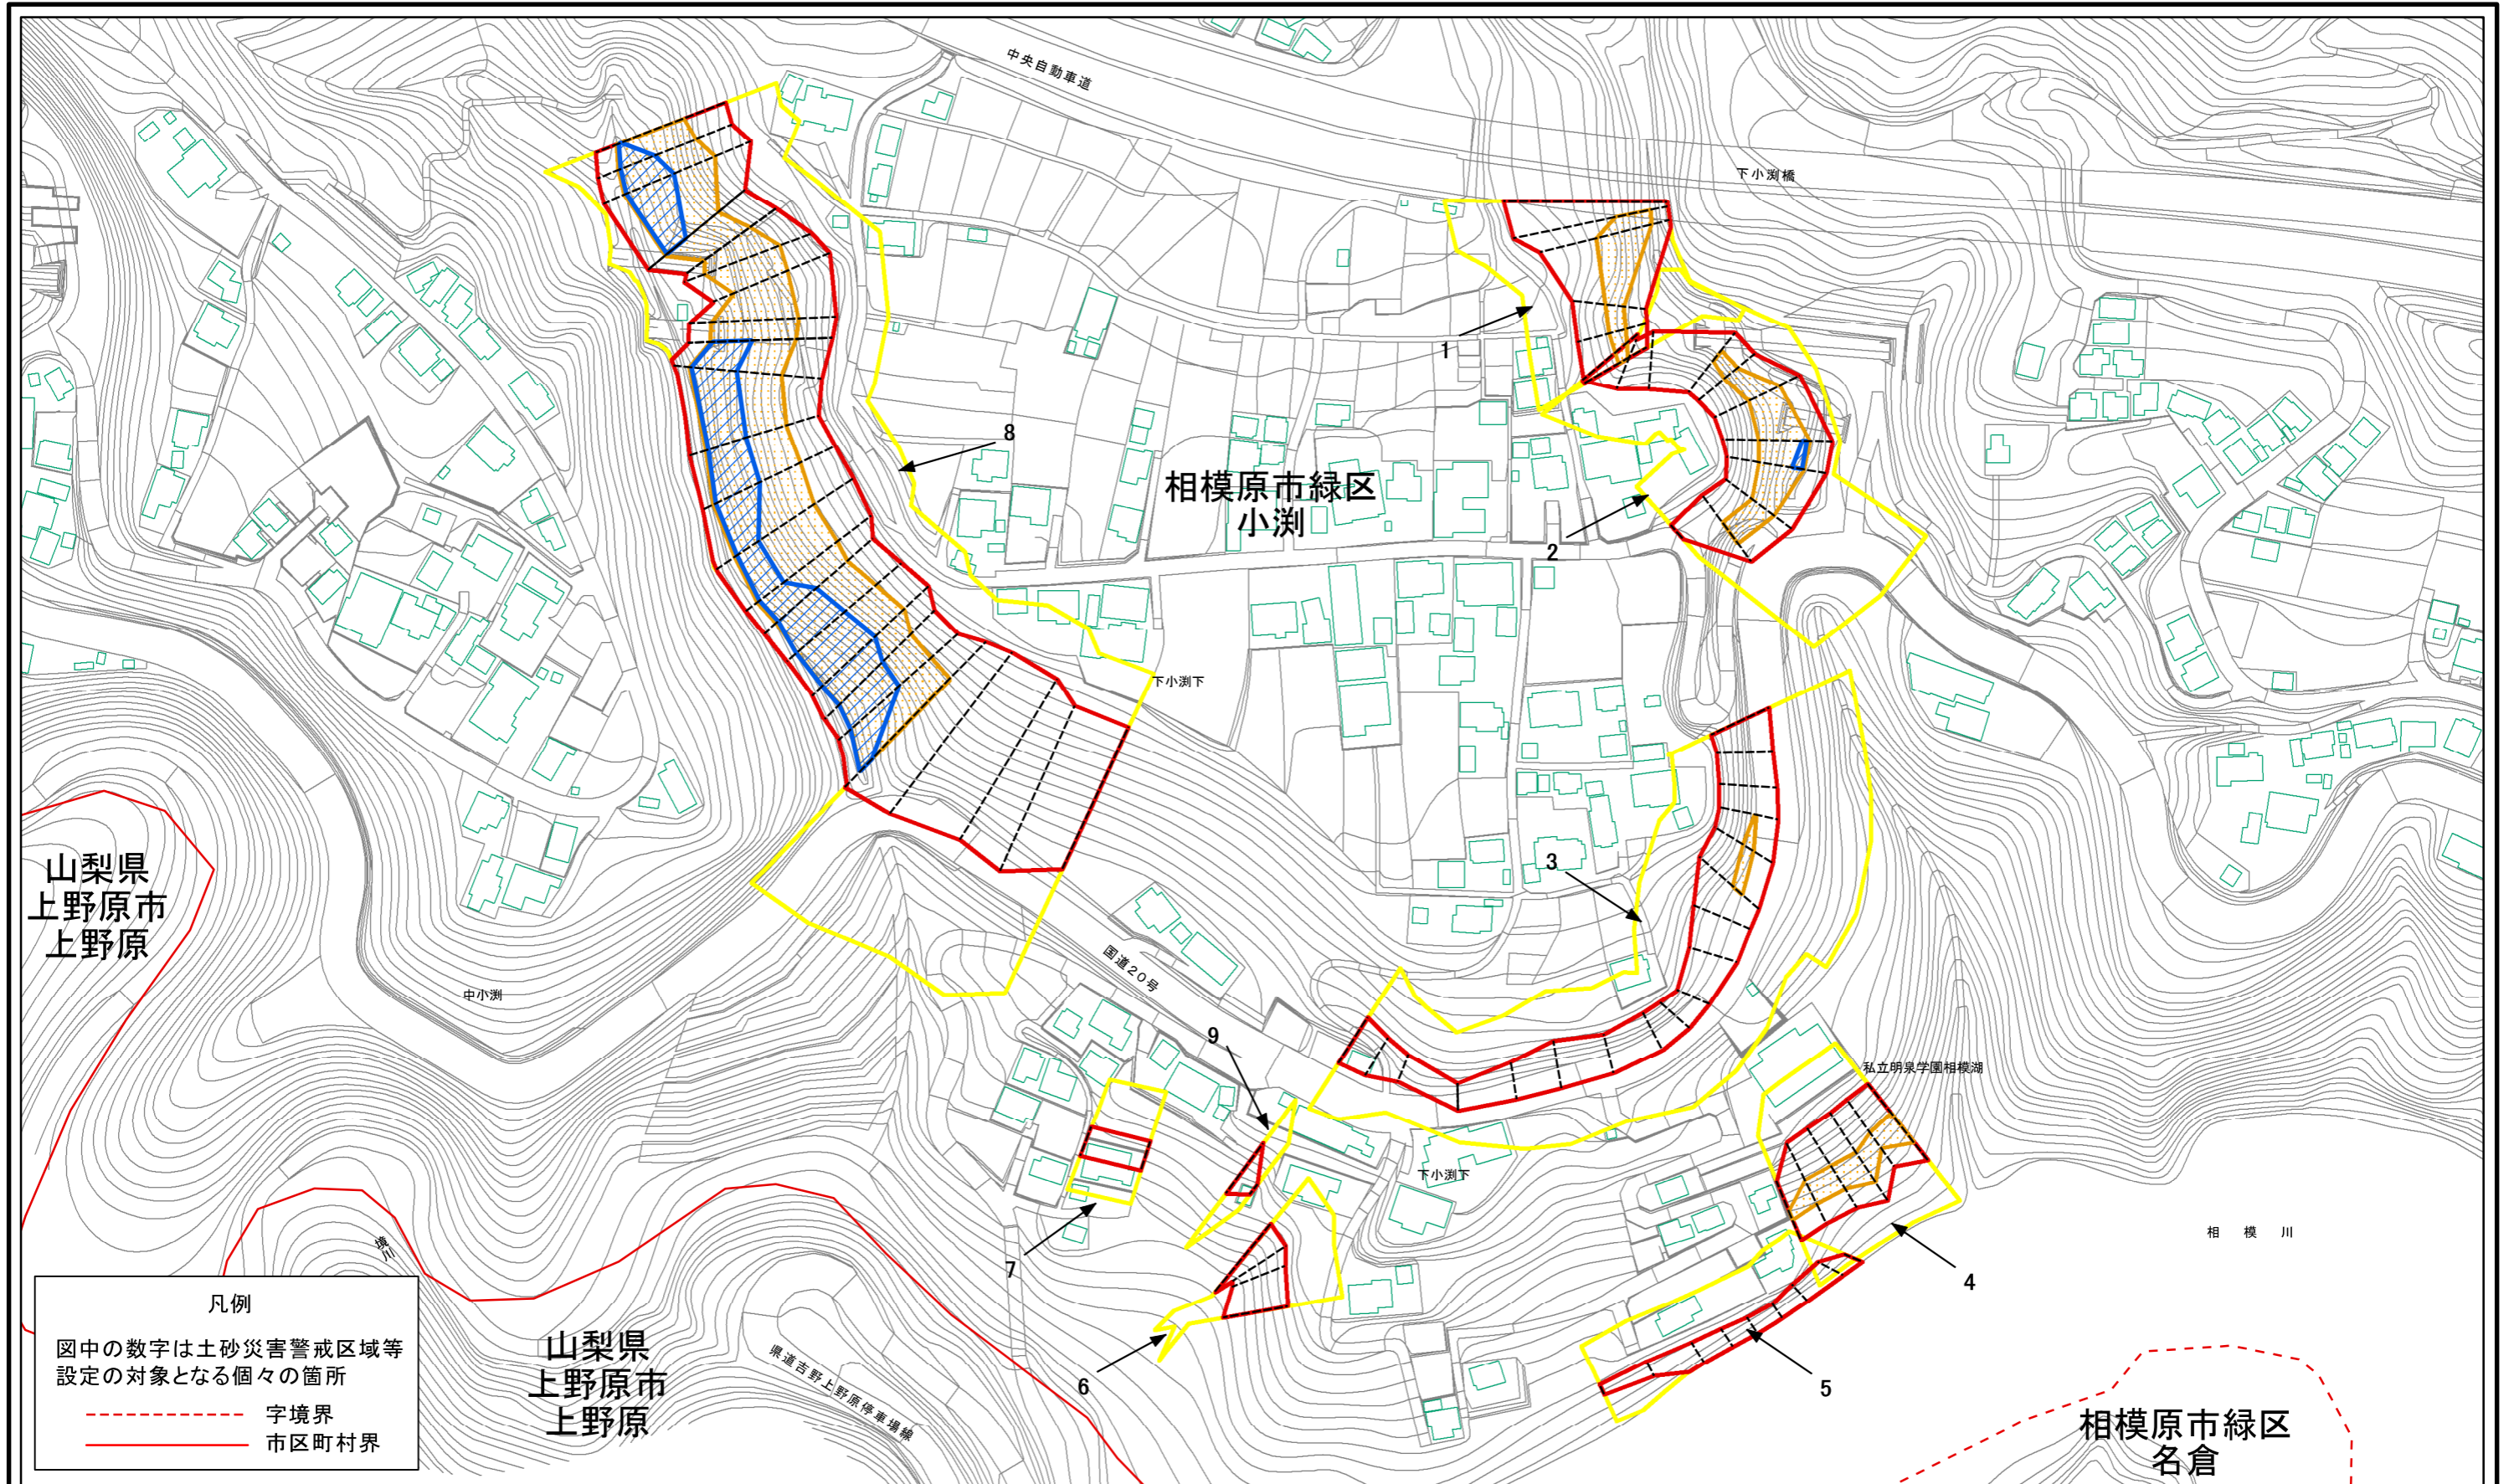 中央自動車道
下小渕橋
1
8
相模原市緑区
小渕
2
下小渕下
3
山梨県
上野原市
上野原
国道20号
中小渕
9
私立明泉学園相模湖
下小渕下
相模川
境川
7
4
凡例
図中の数字は土砂災害警戒区域等
設定の対象となる個々の箇所
字境界
市区町村界
山梨県
上野原市
上野原
県道吉野上野原停車場線
6
5
相模原市緑区
名倉